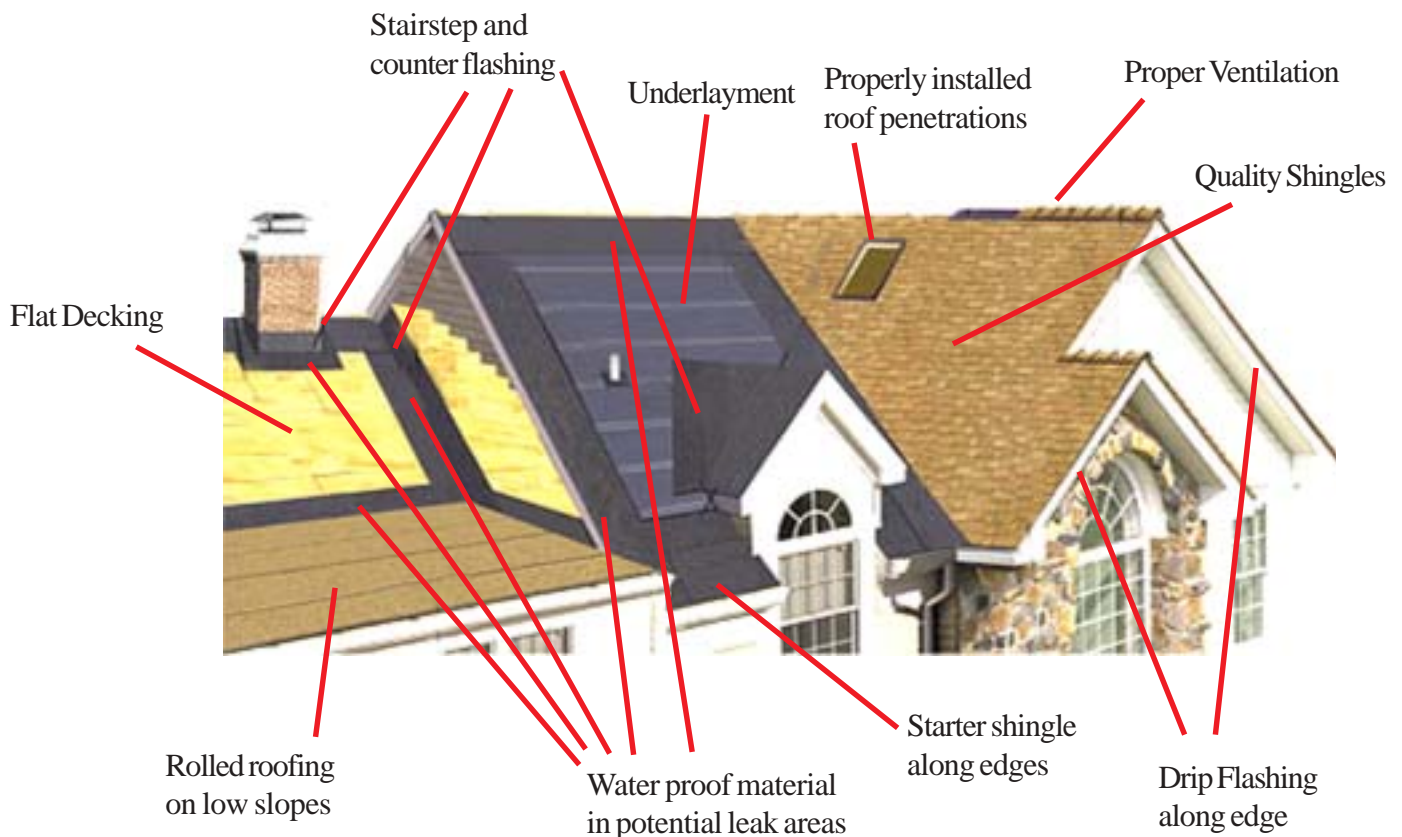 Stairstep and
counter flashing
Underlayment
Properly installed
roof penetrations
Proper Ventilation
Quality Shingles
Flat Decking
Rolled roofing
on low slopes
Water proof material
in potential leak areas
Starter shingle
along edges
Drip Flashing
along edge